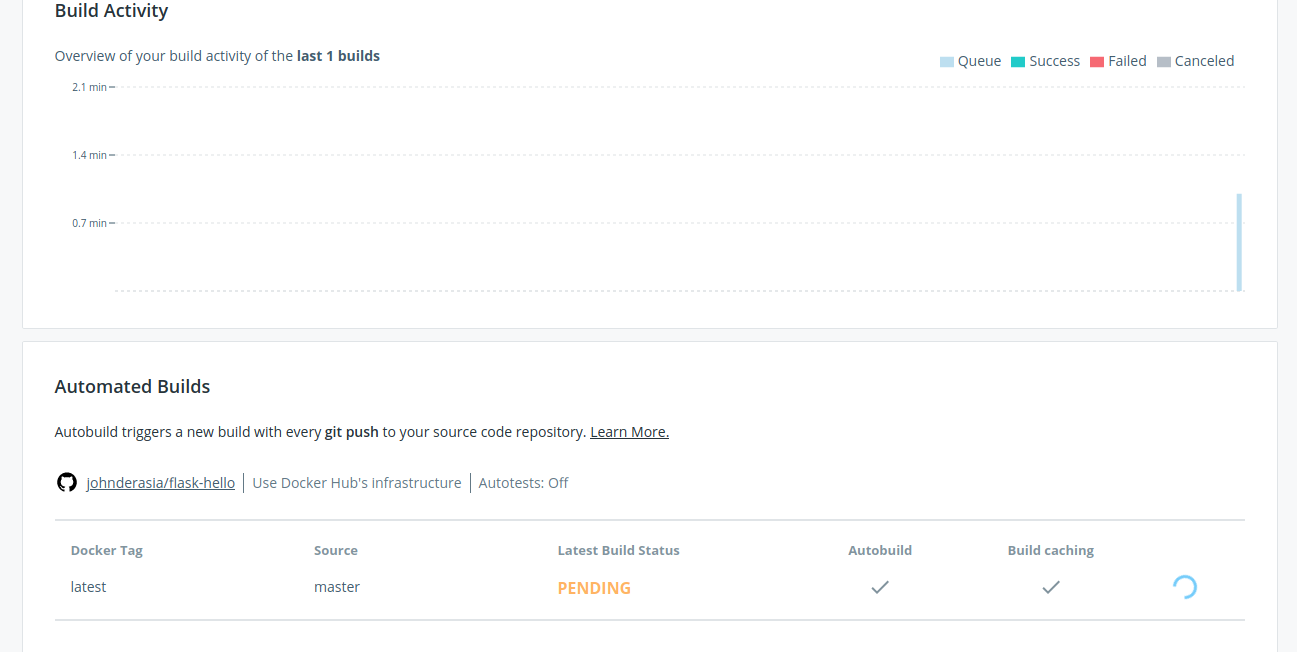 Build Activity
Overview of your build activity of the last 1 builds
Queue Success Failed Canceled
2.1 min
1.4 min
0.7 min
Automated Builds
Autobuild triggers a new build with every git push to your source code repository. Learn More.
johnderasia/flask-hello Use Docker Hub's infrastructure Autotests: Off
Docker Tag Source Latest Build Status Autobuild Build caching
latest master PENDING